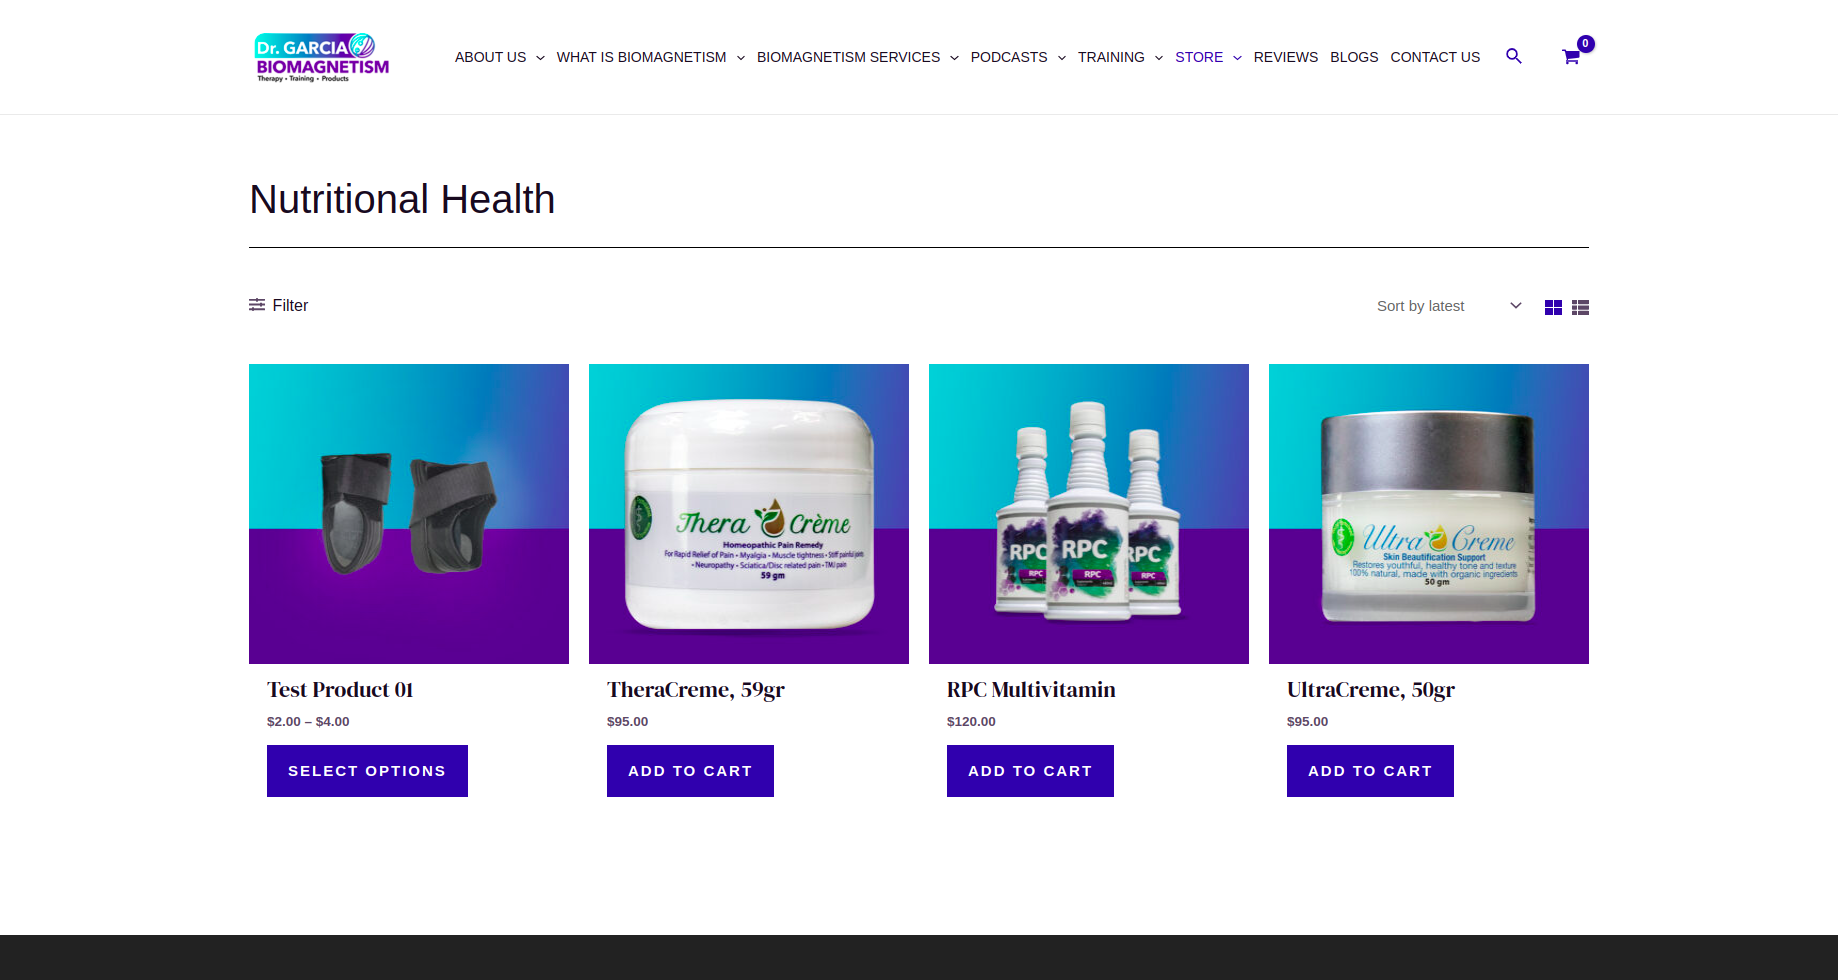 Dr. GARCIA
BIOMAGNETISM
Therapy • Training • Products
ABOUT US
WHAT IS BIOMAGNETISM
BIOMAGNETISM SERVICES
PODCASTS
TRAINING
STORE
REVIEWS
BLOGS
CONTACT US
0
Nutritional Health
Filter
Sort by latest
Thera Crème
Homeopathic Pain Remedy
For Rapid Relief of Pain • Myalgia • Muscle tightness • Stiff painful joints
• Neuropathy • Sciatica/Disc related pain • TMJ pain
59 gm
RPC
RPC
RPC
RPC
RPC
RPC
Ultra Creme
Skin Beautification Support
Restores youthful, healthy tone and texture
100% natural, made with organic ingredients
50 gm
Test Product 01
$2.00 – $4.00
SELECT OPTIONS
TheraCreme, 59gr
$95.00
ADD TO CART
RPC Multivitamin
$120.00
ADD TO CART
UltraCreme, 50gr
$95.00
ADD TO CART